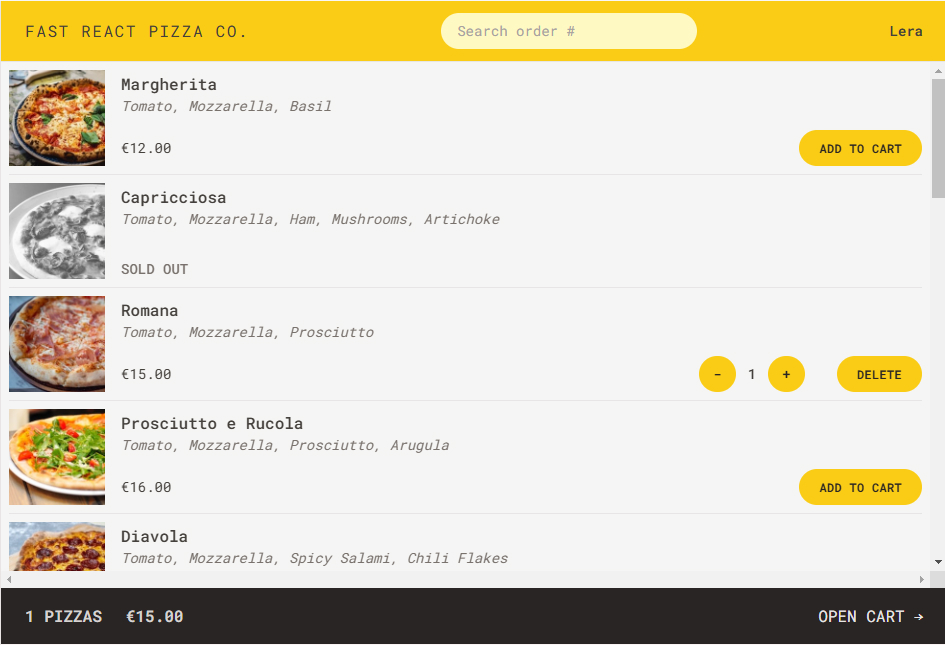 FAST REACT PIZZA CO.
Search order #
Lera
Margherita
Tomato, Mozzarella, Basil
€12.00
ADD TO CART
Capricciosa
Tomato, Mozzarella, Ham, Mushrooms, Artichoke
SOLD OUT
Romana
Tomato, Mozzarella, Prosciutto
€15.00
- 1 +
DELETE
Prosciutto e Rucola
Tomato, Mozzarella, Prosciutto, Arugula
€16.00
ADD TO CART
Diavola
Tomato, Mozzarella, Spicy Salami, Chili Flakes
1 PIZZAS €15.00
OPEN CART →